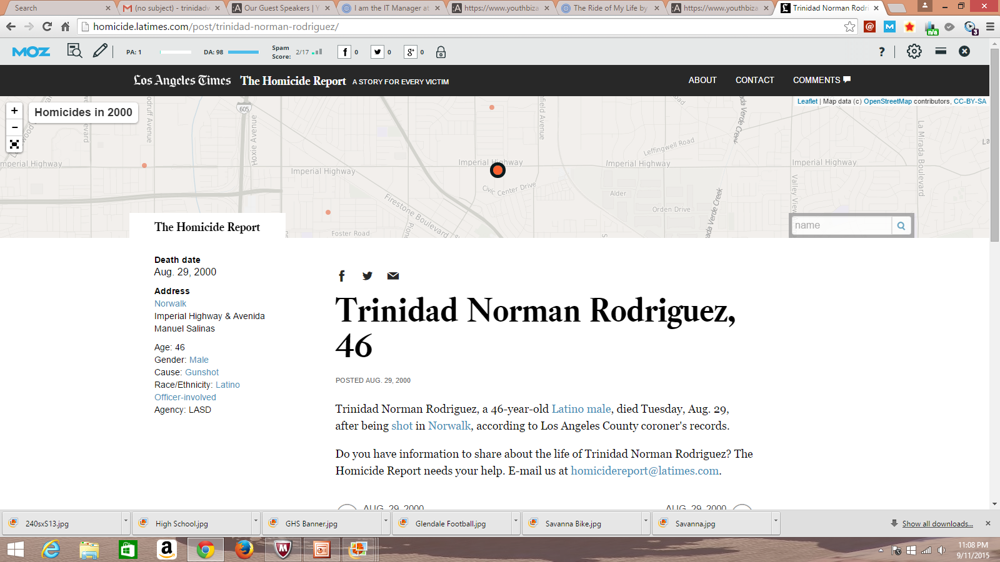 Search
(no subject) - trinidadw
Our Guest Speakers | Y
I am the IT Manager at
https://www.youthbiza
The Ride of My Life by
https://www.youthbiza
Trinidad Norman Rodri
homicide.latimes.com/post/trinidad-norman-rodriguez/
n/a
3
MOZ
PA: 1
DA: 98
Spam
Score:
2/17
0
0
g+
0
?
Los Angeles Times
The Homicide Report
A STORY FOR EVERY VICTIM
ABOUT
CONTACT
COMMENTS
Leaflet | Map data (c) OpenStreetMap contributors, CC-BY-SA
+
−
Homicides in 2000
605
Hoxie Avenue
Imperial Highway
Imperial Highway
Imperial Highway
Imperial Highway
Leffingwell Road
Civic Center Drive
Firestone Boulevard
Foster Road
Alder
Orden Drive
La Mirada Boulevard
Valley View
The Homicide Report
name
Death date
Aug. 29, 2000
Address
Norwalk
Imperial Highway & Avenida
Manuel Salinas
Age: 46
Gender: Male
Cause: Gunshot
Race/Ethnicity: Latino
Officer-involved
Agency: LASD
Trinidad Norman Rodriguez,
46
POSTED AUG. 29, 2000
Trinidad Norman Rodriguez, a 46-year-old Latino male, died Tuesday, Aug. 29,
after being shot in Norwalk, according to Los Angeles County coroner's records.
Do you have information to share about the life of Trinidad Norman Rodriguez? The
Homicide Report needs your help. E-mail us at homicidereport@latimes.com.
AUG. 29, 2000
AUG. 29, 2000
240sxS13.jpg
High School.jpg
GHS Banner.jpg
Glendale Football.jpg
Savanna Bike.jpg
Savanna.jpg
Show all downloads...
11:08 PM
9/11/2015